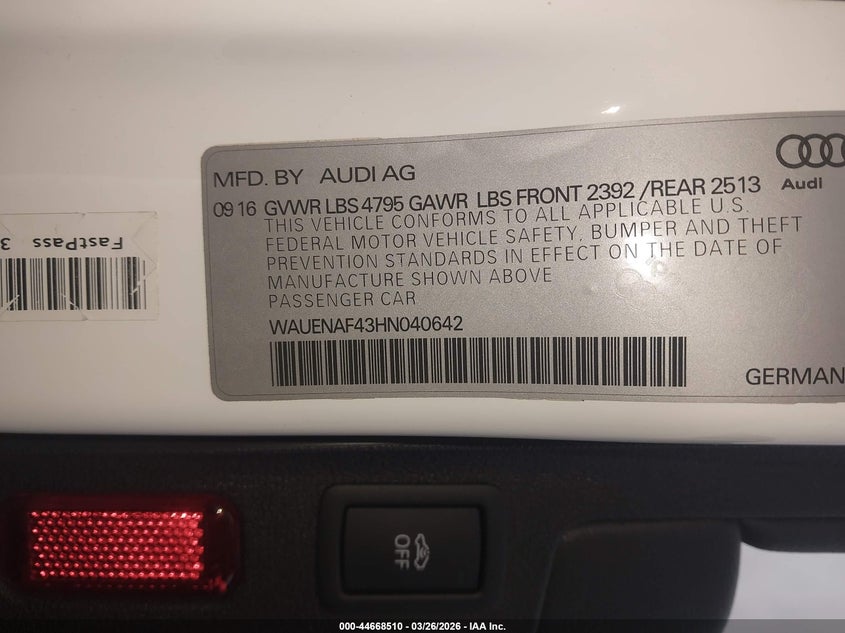 MFD. BY AUDI AG
Audi
09 16 GVWR LBS 4795 GAWR LBS FRONT 2392 /REAR 2513
THIS VEHICLE CONFORMS TO ALL APPLICABLE U.S.
FEDERAL MOTOR VEHICLE SAFETY, BUMPER AND THEFT
PREVENTION STANDARDS IN EFFECT ON THE DATE OF
MANUFACTURE SHOWN ABOVE
PASSENGER CAR
WAUENAF43HN040642
GERMAN
FastPass 3
OFF
000-44668510 - 03/26/2026 - IAA Inc.